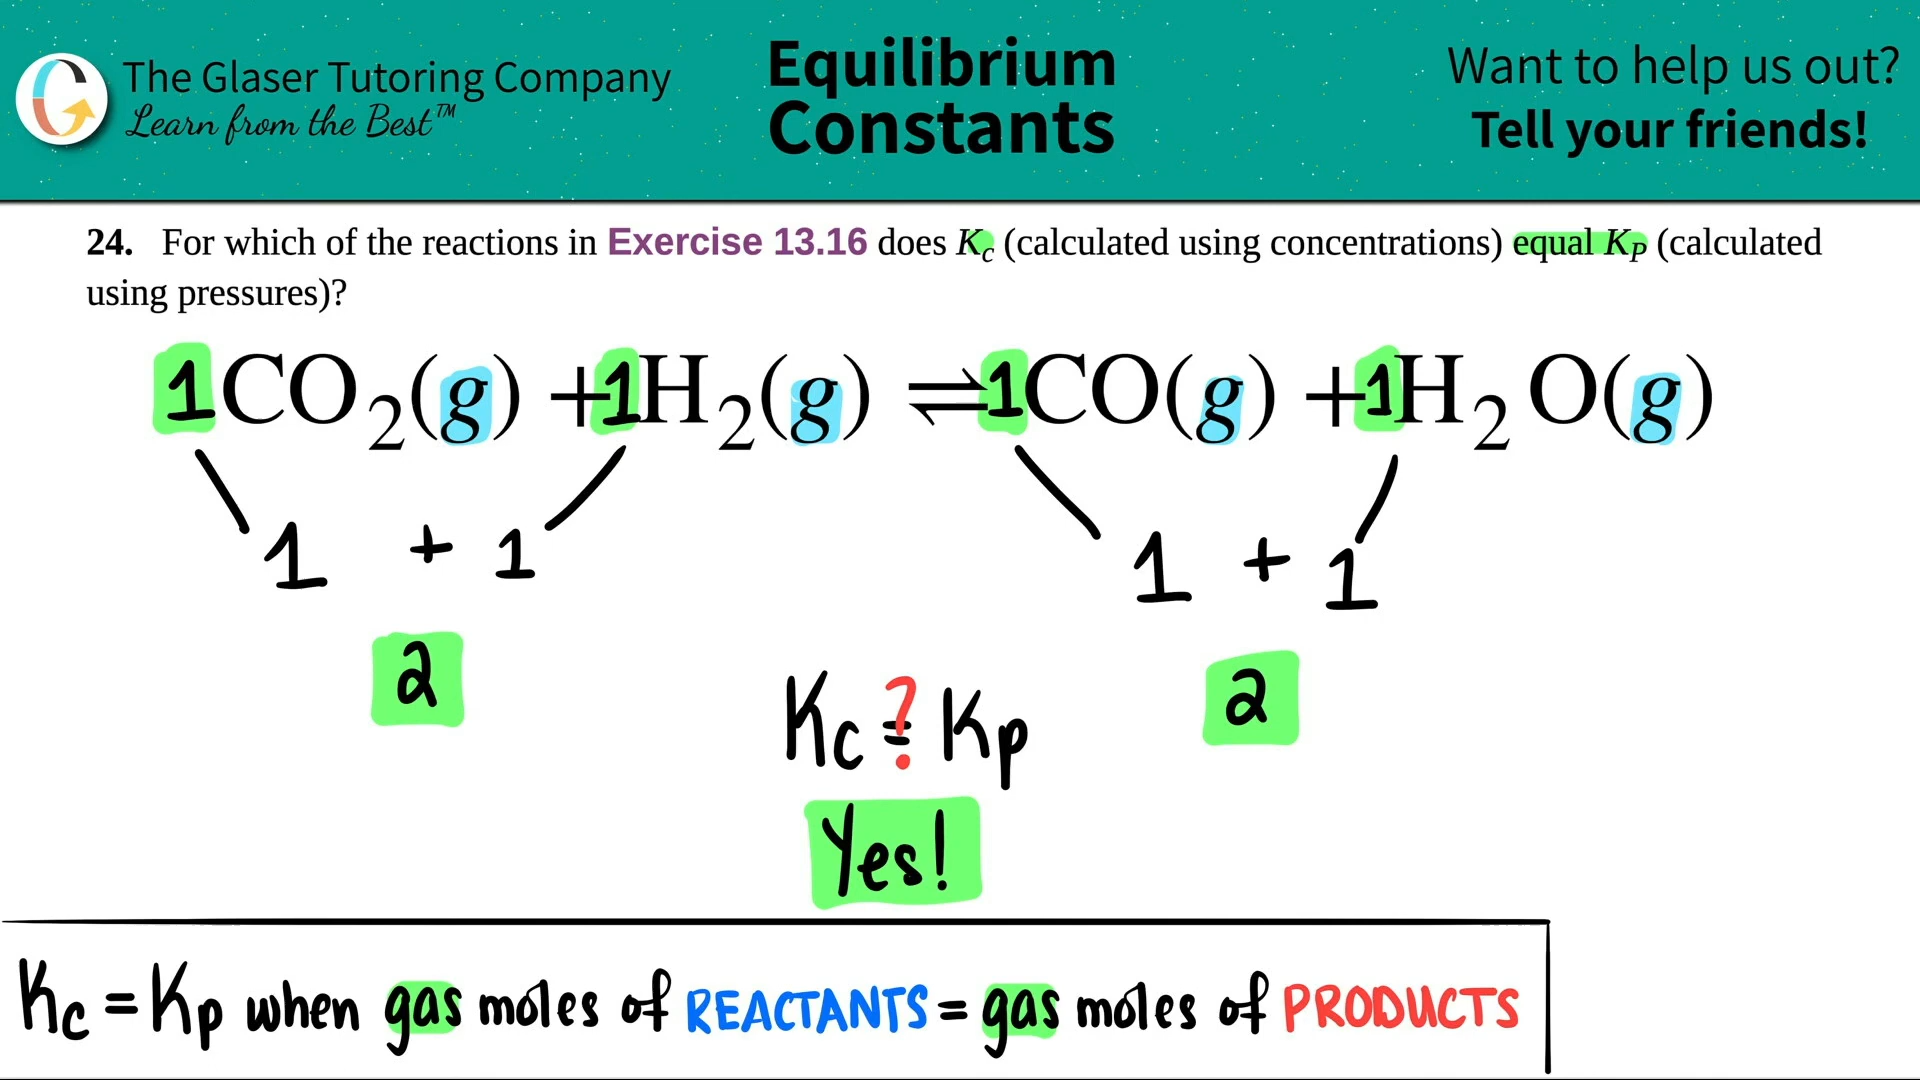 The Glaser Tutoring Company
Learn from the Best™
Equilibrium
Constants
Want to help us out?
Tell your friends!
24. For which of the reactions in Exercise 13.16 does Kc (calculated using concentrations) equal KP (calculated
using pressures)?
1CO₂(g) + 1H₂(g) ⇌ 1CO(g) + 1H₂O(g)
1 + 1
1 + 1
2
2
Kc = Kp
?
Yes!
Kc = Kp when gas moles of REACTANTS = gas moles of PRODUCTS